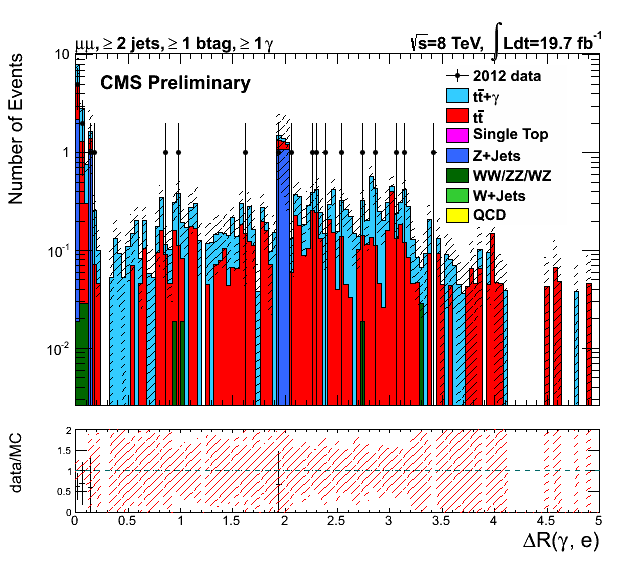 μμ, ≥ 2 jets, ≥ 1 btag, ≥ 1 γ
√s=8 TeV, ∫ Ldt=19.7 fb⁻¹
CMS Preliminary
2012 data
tt̄+γ
tt̄
Single Top
Z+Jets
WW/ZZ/WZ
W+Jets
QCD
Number of Events
10
1
10⁻¹
10⁻²
data/MC
2
1.5
1
0.5
0
0 0.5 1 1.5 2 2.5 3 3.5 4 4.5 5
ΔR(γ, e)